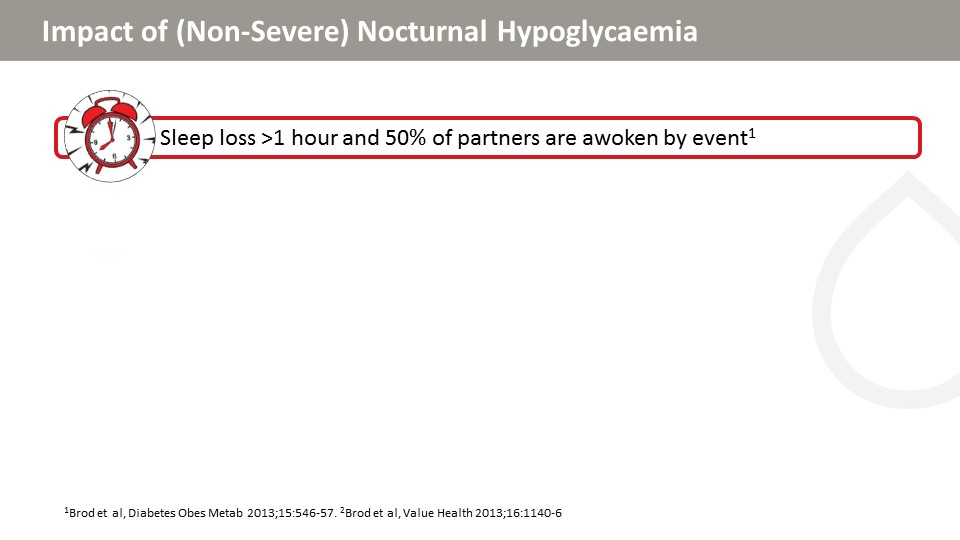 Impact of (Non-Severe) Nocturnal Hypoglycaemia
Sleep loss >1 hour and 50% of partners are awoken by event¹
¹Brod et al, Diabetes Obes Metab 2013;15:546-57. ²Brod et al, Value Health 2013;16:1140-6